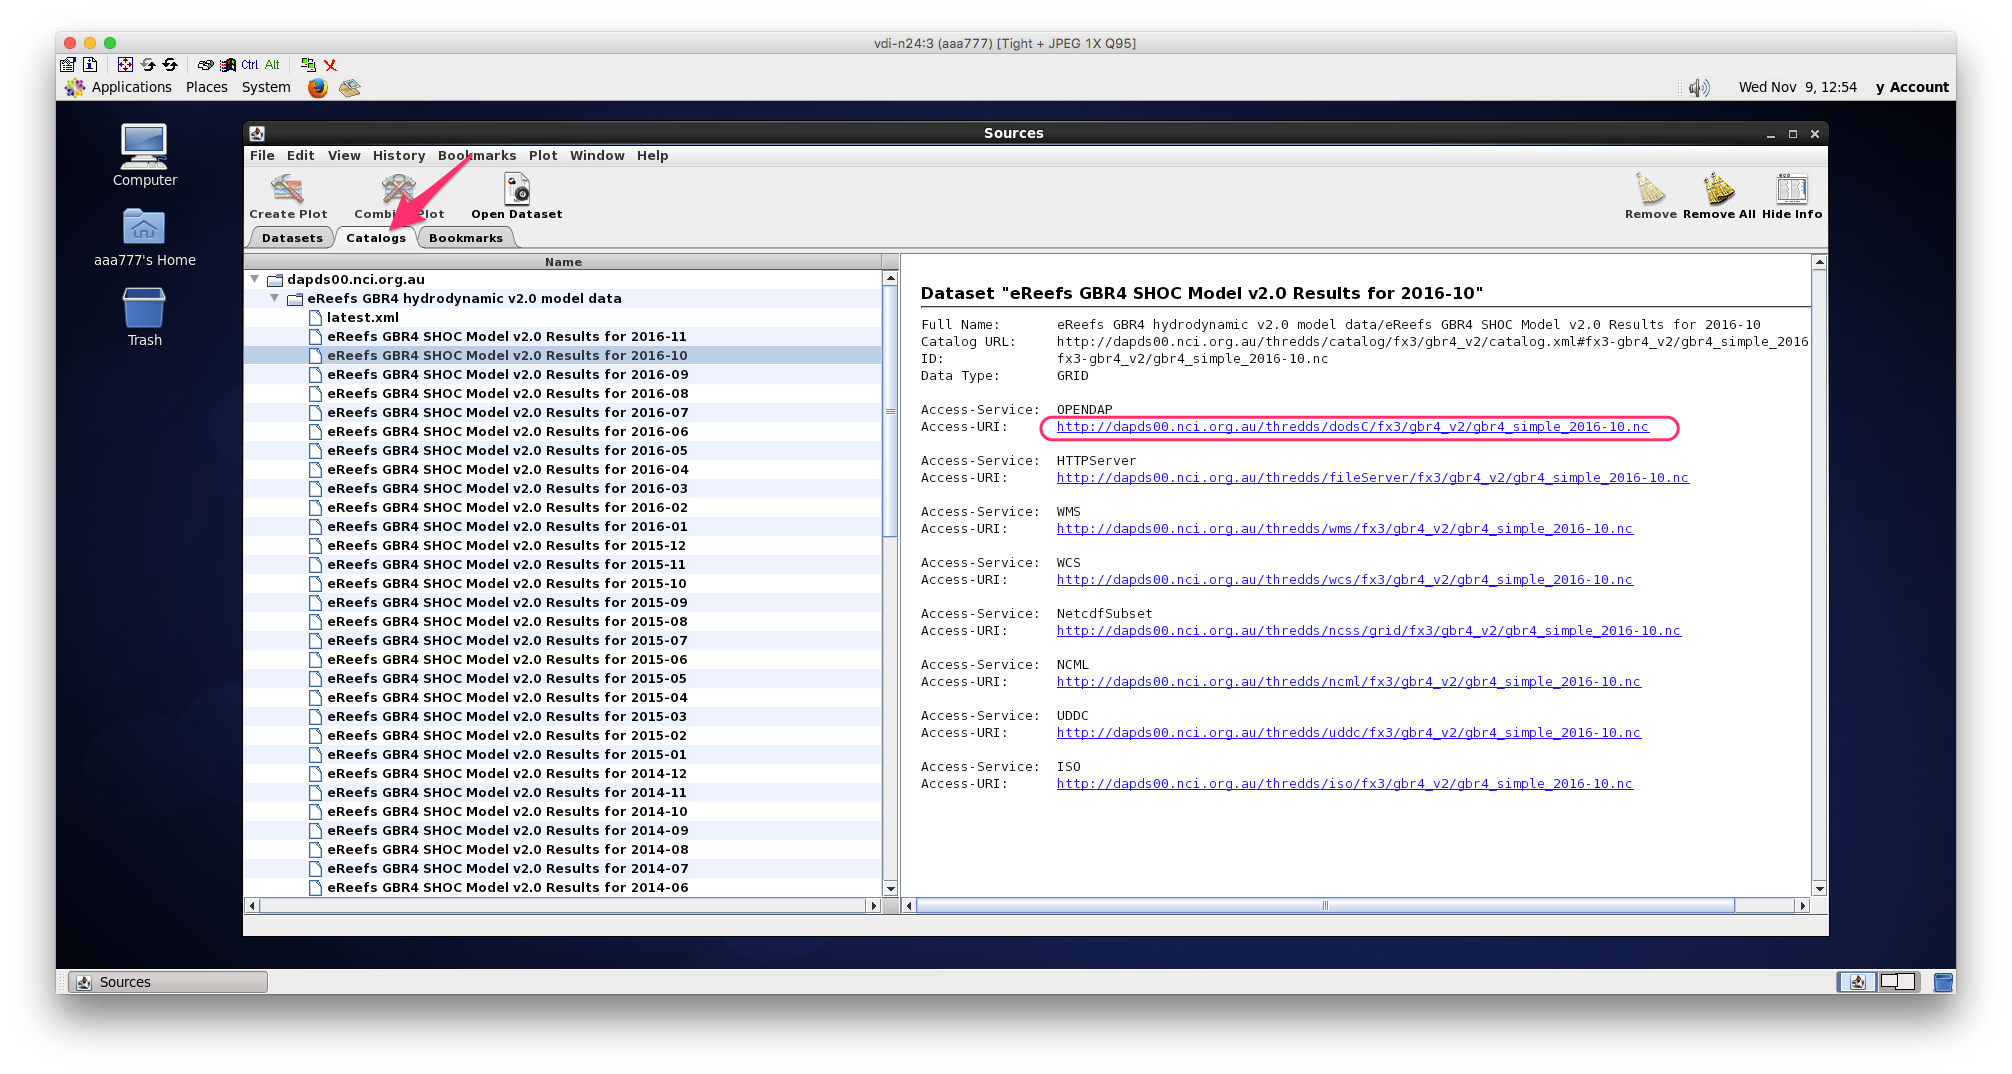 vdi-n24:3 (aaa777) [Tight + JPEG 1X Q95]
Ctrl Alt
Applications Places System Wed Nov 9, 12:54 y Account
Computer
aaa777's Home
Trash
Sources
File Edit View History Bookmarks Plot Window Help
Create Plot Open Dataset Remove Remove All Hide Info
Datasets Catalogs Bookmarks
Name
dapds00.nci.org.au
eReefs GBR4 hydrodynamic v2.0 model data
latest.xml
eReefs GBR4 SHOC Model v2.0 Results for 2016-11
eReefs GBR4 SHOC Model v2.0 Results for 2016-10
eReefs GBR4 SHOC Model v2.0 Results for 2016-09
eReefs GBR4 SHOC Model v2.0 Results for 2016-08
eReefs GBR4 SHOC Model v2.0 Results for 2016-07
eReefs GBR4 SHOC Model v2.0 Results for 2016-06
eReefs GBR4 SHOC Model v2.0 Results for 2016-05
eReefs GBR4 SHOC Model v2.0 Results for 2016-04
eReefs GBR4 SHOC Model v2.0 Results for 2016-03
eReefs GBR4 SHOC Model v2.0 Results for 2016-02
eReefs GBR4 SHOC Model v2.0 Results for 2016-01
eReefs GBR4 SHOC Model v2.0 Results for 2015-12
eReefs GBR4 SHOC Model v2.0 Results for 2015-11
eReefs GBR4 SHOC Model v2.0 Results for 2015-10
eReefs GBR4 SHOC Model v2.0 Results for 2015-09
eReefs GBR4 SHOC Model v2.0 Results for 2015-08
eReefs GBR4 SHOC Model v2.0 Results for 2015-07
eReefs GBR4 SHOC Model v2.0 Results for 2015-06
eReefs GBR4 SHOC Model v2.0 Results for 2015-05
eReefs GBR4 SHOC Model v2.0 Results for 2015-04
eReefs GBR4 SHOC Model v2.0 Results for 2015-03
eReefs GBR4 SHOC Model v2.0 Results for 2015-02
eReefs GBR4 SHOC Model v2.0 Results for 2015-01
eReefs GBR4 SHOC Model v2.0 Results for 2014-12
eReefs GBR4 SHOC Model v2.0 Results for 2014-11
eReefs GBR4 SHOC Model v2.0 Results for 2014-10
eReefs GBR4 SHOC Model v2.0 Results for 2014-09
eReefs GBR4 SHOC Model v2.0 Results for 2014-08
eReefs GBR4 SHOC Model v2.0 Results for 2014-07
eReefs GBR4 SHOC Model v2.0 Results for 2014-06
Dataset "eReefs GBR4 SHOC Model v2.0 Results for 2016-10"
Full Name: eReefs GBR4 hydrodynamic v2.0 model data/eReefs GBR4 SHOC Model v2.0 Results for 2016-10
Catalog URL: http://dapds00.nci.org.au/thredds/catalog/fx3/gbr4_v2/catalog.xml#fx3-gbr4_v2/gbr4_simple_2016
ID: fx3-gbr4_v2/gbr4_simple_2016-10.nc
Data Type: GRID
Access-Service: OPENDAP
Access-URI: http://dapds00.nci.org.au/thredds/dodsC/fx3/gbr4_v2/gbr4_simple_2016-10.nc
Access-Service: HTTPServer
Access-URI: http://dapds00.nci.org.au/thredds/fileServer/fx3/gbr4_v2/gbr4_simple_2016-10.nc
Access-Service: WMS
Access-URI: http://dapds00.nci.org.au/thredds/wms/fx3/gbr4_v2/gbr4_simple_2016-10.nc
Access-Service: WCS
Access-URI: http://dapds00.nci.org.au/thredds/wcs/fx3/gbr4_v2/gbr4_simple_2016-10.nc
Access-Service: NetcdfSubset
Access-URI: http://dapds00.nci.org.au/thredds/ncss/grid/fx3/gbr4_v2/gbr4_simple_2016-10.nc
Access-Service: NCML
Access-URI: http://dapds00.nci.org.au/thredds/ncml/fx3/gbr4_v2/gbr4_simple_2016-10.nc
Access-Service: UDDC
Access-URI: http://dapds00.nci.org.au/thredds/uddc/fx3/gbr4_v2/gbr4_simple_2016-10.nc
Access-Service: ISO
Access-URI: http://dapds00.nci.org.au/thredds/iso/fx3/gbr4_v2/gbr4_simple_2016-10.nc
Sources